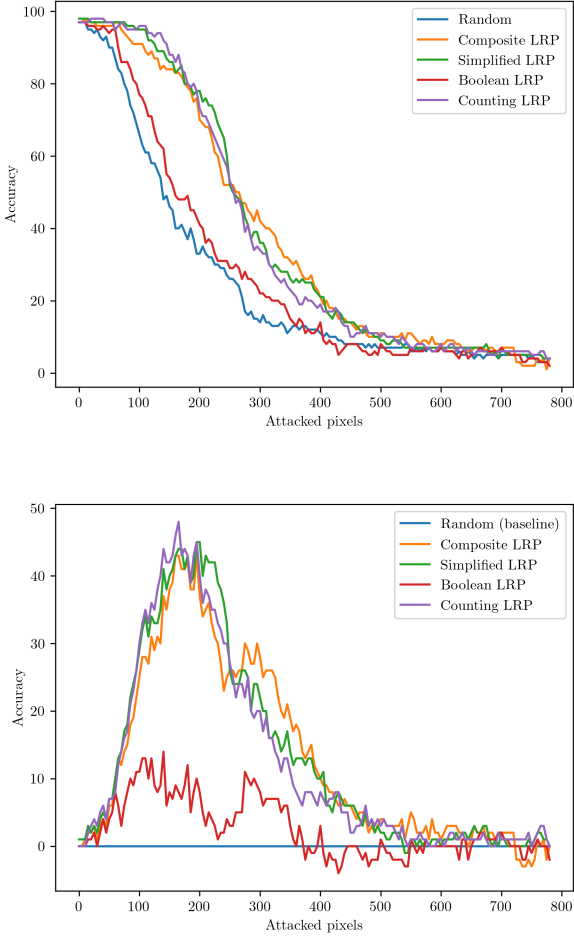 100
80
60
40
20
0
Accuracy
Random
Composite LRP
Simplified LRP
Boolean LRP
Counting LRP
0 100 200 300 400 500 600 700 800
Attacked pixels
50
40
30
20
10
0
Accuracy
Random (baseline)
Composite LRP
Simplified LRP
Boolean LRP
Counting LRP
0 100 200 300 400 500 600 700 800
Attacked pixels